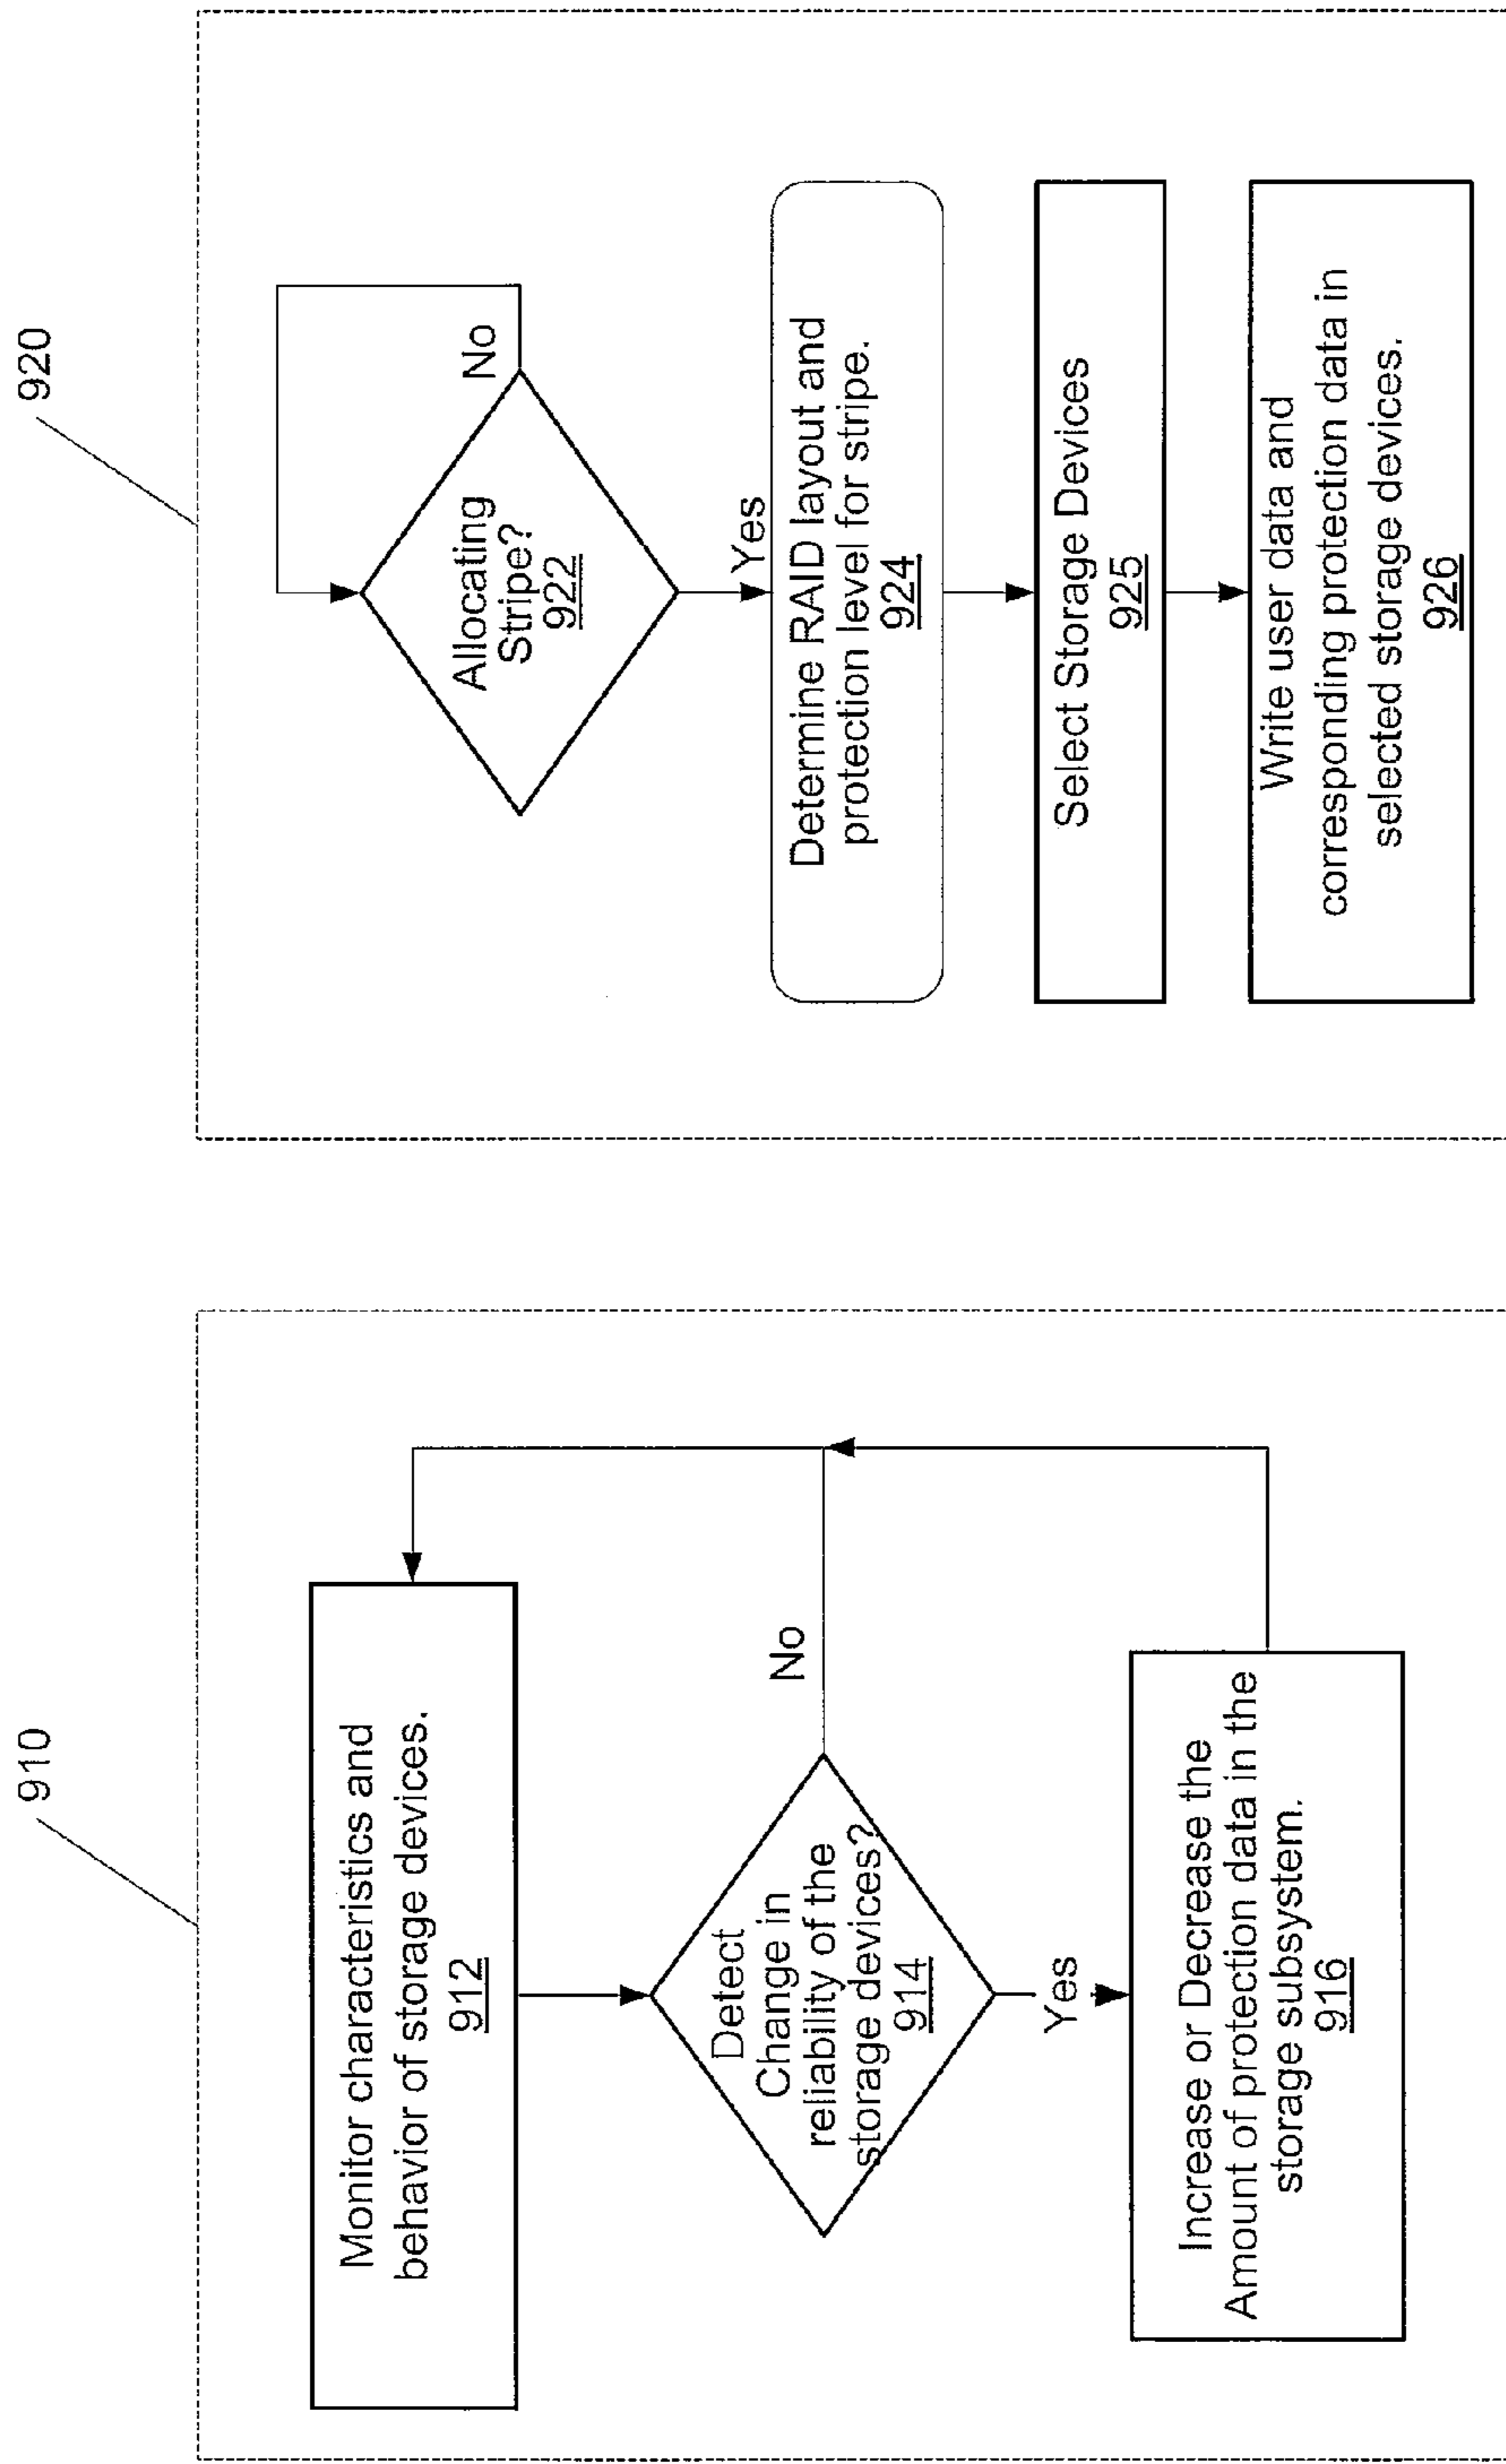 910
Monitor characteristics and
behavior of storage devices.
912
Detect
Change in
reliability of the
storage devices?
914
No
Yes
Increase or Decrease the
Amount of protection data in the
storage subsystem.
916
920
Allocating
Stripe?
922
No
Yes
Determine RAID layout and
protection level for stripe.
924
Select Storage Devices
925
Write user data and
corresponding protection data in
selected storage devices.
926